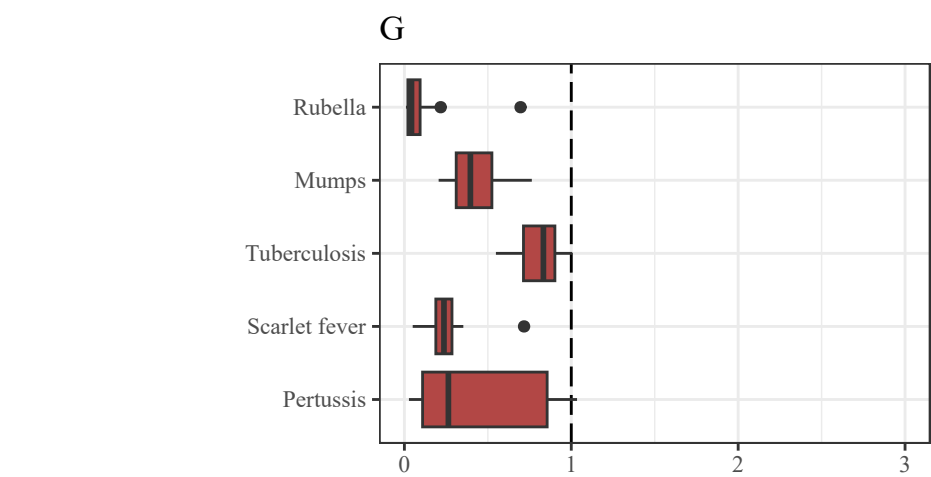 G
Rubella
Mumps
Tuberculosis
Scarlet fever
Pertussis
0 1 2 3